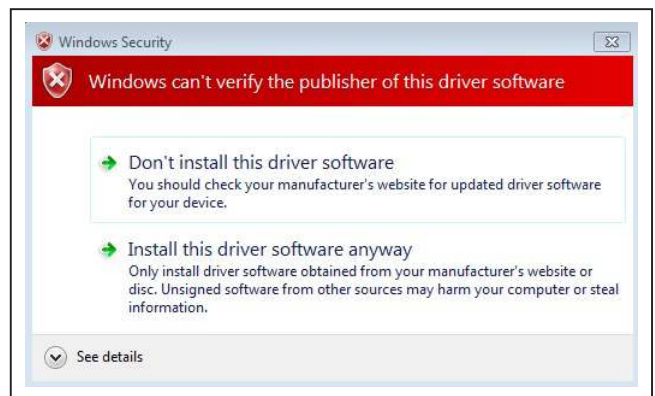 Windows Security
Windows can't verify the publisher of this driver software
Don't install this driver software
You should check your manufacturer's website for updated driver software
for your device.
Install this driver software anyway
Only install driver software obtained from your manufacturer's website or
disc. Unsigned software from other sources may harm your computer or steal
information.
See details